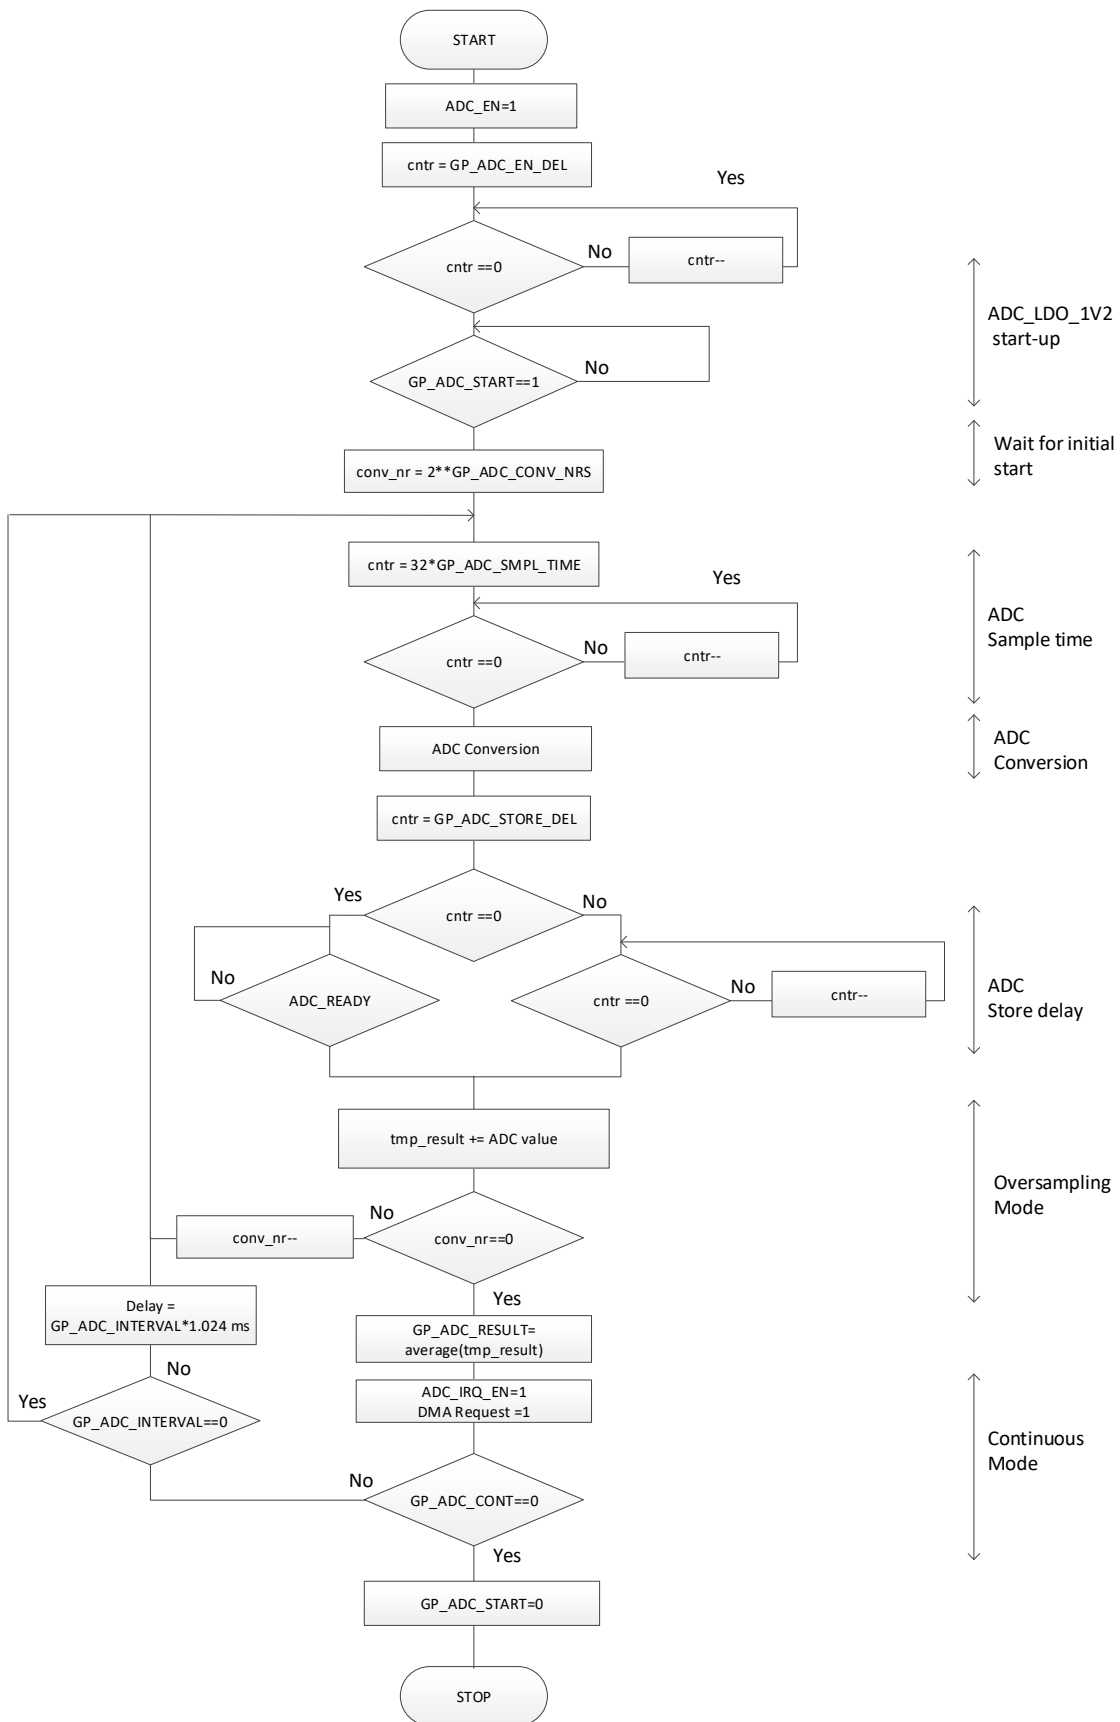 START
ADC_EN=1
cntr = GP_ADC_EN_DEL
Yes
cntr ==0
No
cntr--
ADC_LDO_1V2
start-up
GP_ADC_START==1
No
Wait for initial
start
conv_nr = 2**GP_ADC_CONV_NRS
cntr = 32*GP_ADC_SMPL_TIME
Yes
cntr ==0
No
cntr--
ADC
Sample time
ADC Conversion
ADC
Conversion
cntr = GP_ADC_STORE_DEL
Yes
cntr ==0
No
No
ADC_READY
cntr ==0
No
cntr--
ADC
Store delay
tmp_result += ADC value
Oversampling
Mode
conv_nr--
No
conv_nr==0
Yes
Delay =
GP_ADC_INTERVAL*1.024 ms
GP_ADC_RESULT=
average(tmp_result)
No
Yes
GP_ADC_INTERVAL==0
ADC_IRQ_EN=1
DMA Request =1
Continuous
Mode
No
GP_ADC_CONT==0
Yes
GP_ADC_START=0
STOP